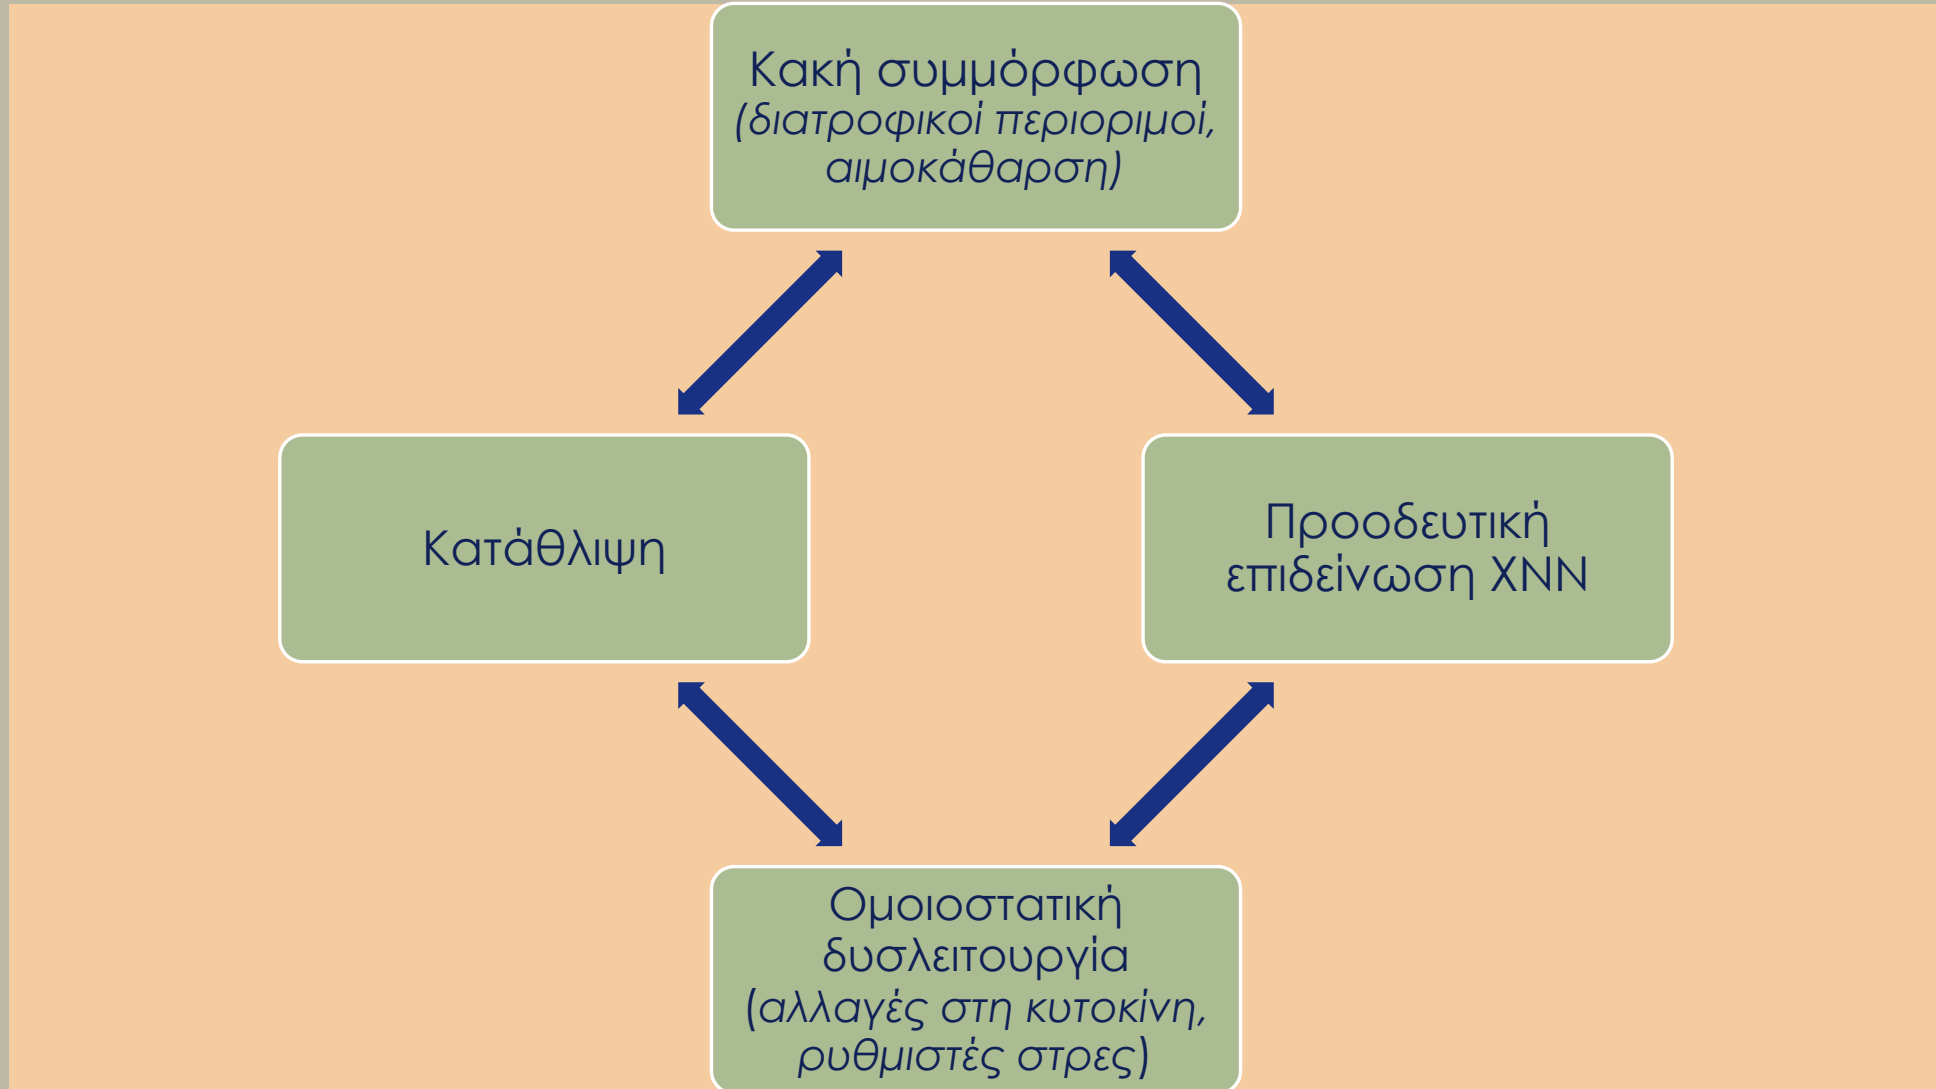 Κακή συμμόρφωση
(διατροφικοί περιοριμοί,
αιμοκάθαρση)
Κατάθλιψη
Προοδευτική
επιδείνωση ΧΝΝ
Ομοιοστατική
δυσλειτουργία
(αλλαγές στη κυτοκίνη,
ρυθμιστές στρες)